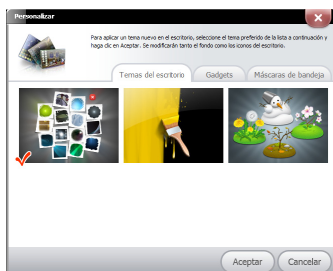 Personalizar
Para aplicar un tema nuevo en el escritorio, seleccione el tema preferido de la lista a continuación y
haga clic en Aceptar. Se modificarán tanto el fondo como los iconos del escritorio.
Temas del escritorio Gadgets Máscaras de bandeja
Aceptar Cancelar